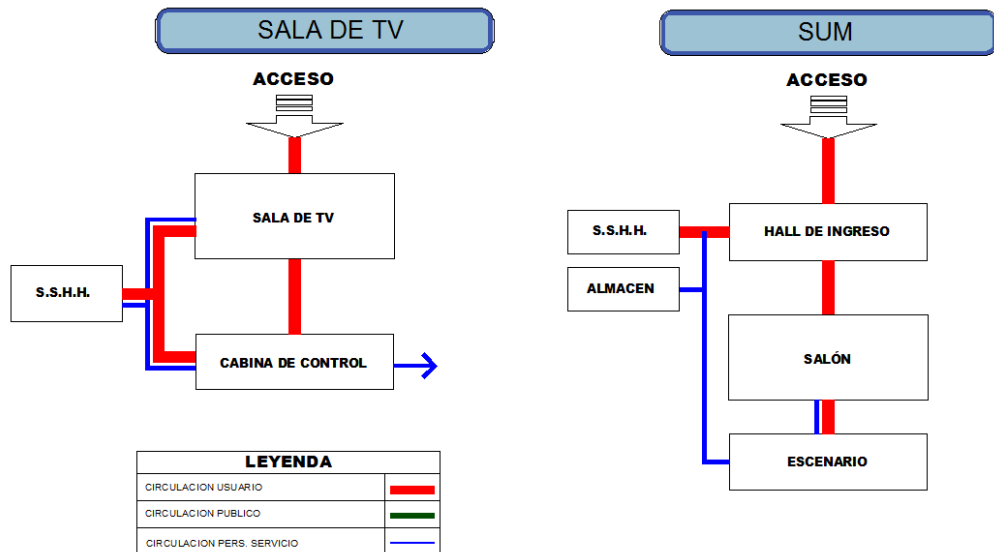 SALA DE TV
ACCESO
SALA DE TV
S.S.H.H.
CABINA DE CONTROL
SUM
ACCESO
S.S.H.H.
HALL DE INGRESO
ALMACEN
SALÓN
ESCENARIO
LEYENDA
CIRCULACION USUARIO
CIRCULACION PUBLICO
CIRCULACION PERS. SERVICIO